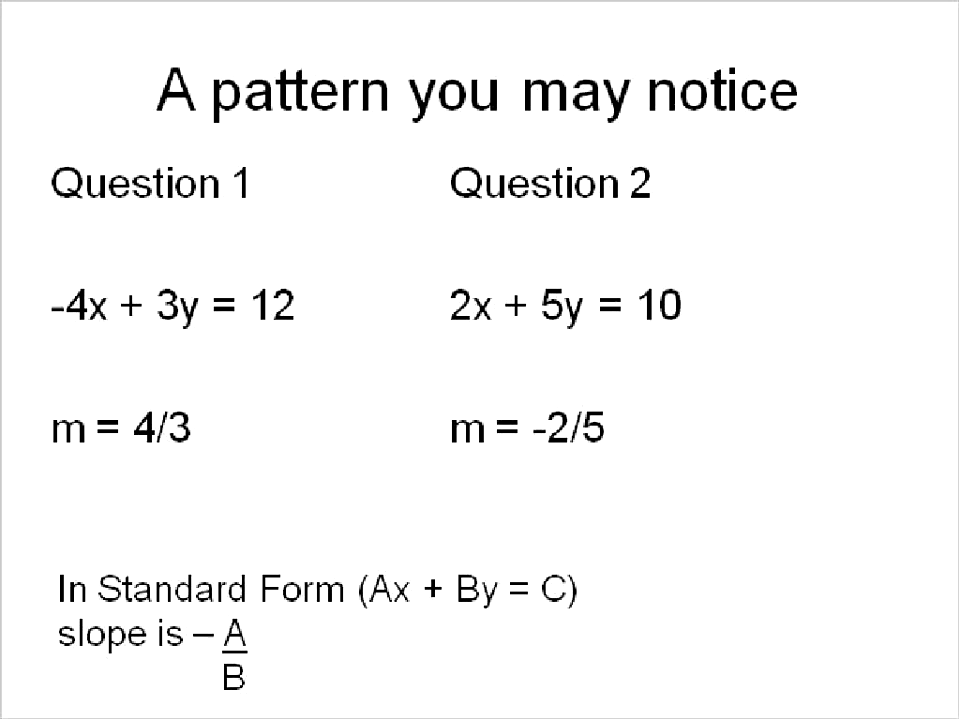 A pattern you may notice
Question 1
-4x + 3y = 12
m = 4/3
Question 2
2x + 5y = 10
m = -2/5
In Standard Form (Ax + By = C)
slope is – A
B